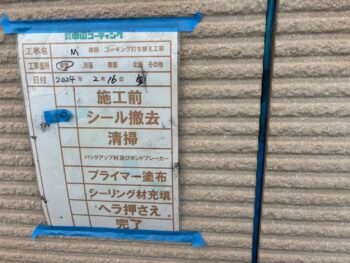 中山コーティング
工事名 M 様邸 コーキング打ち替え工事
工事箇所 西面 南面 北面 その他
日付 2024年 2月 16日 金
施工前
シール撤去
清掃
バックアップ材及びボンドブレーカー
プライマー塗布
シーリング材充填
ヘラ押さえ
完了